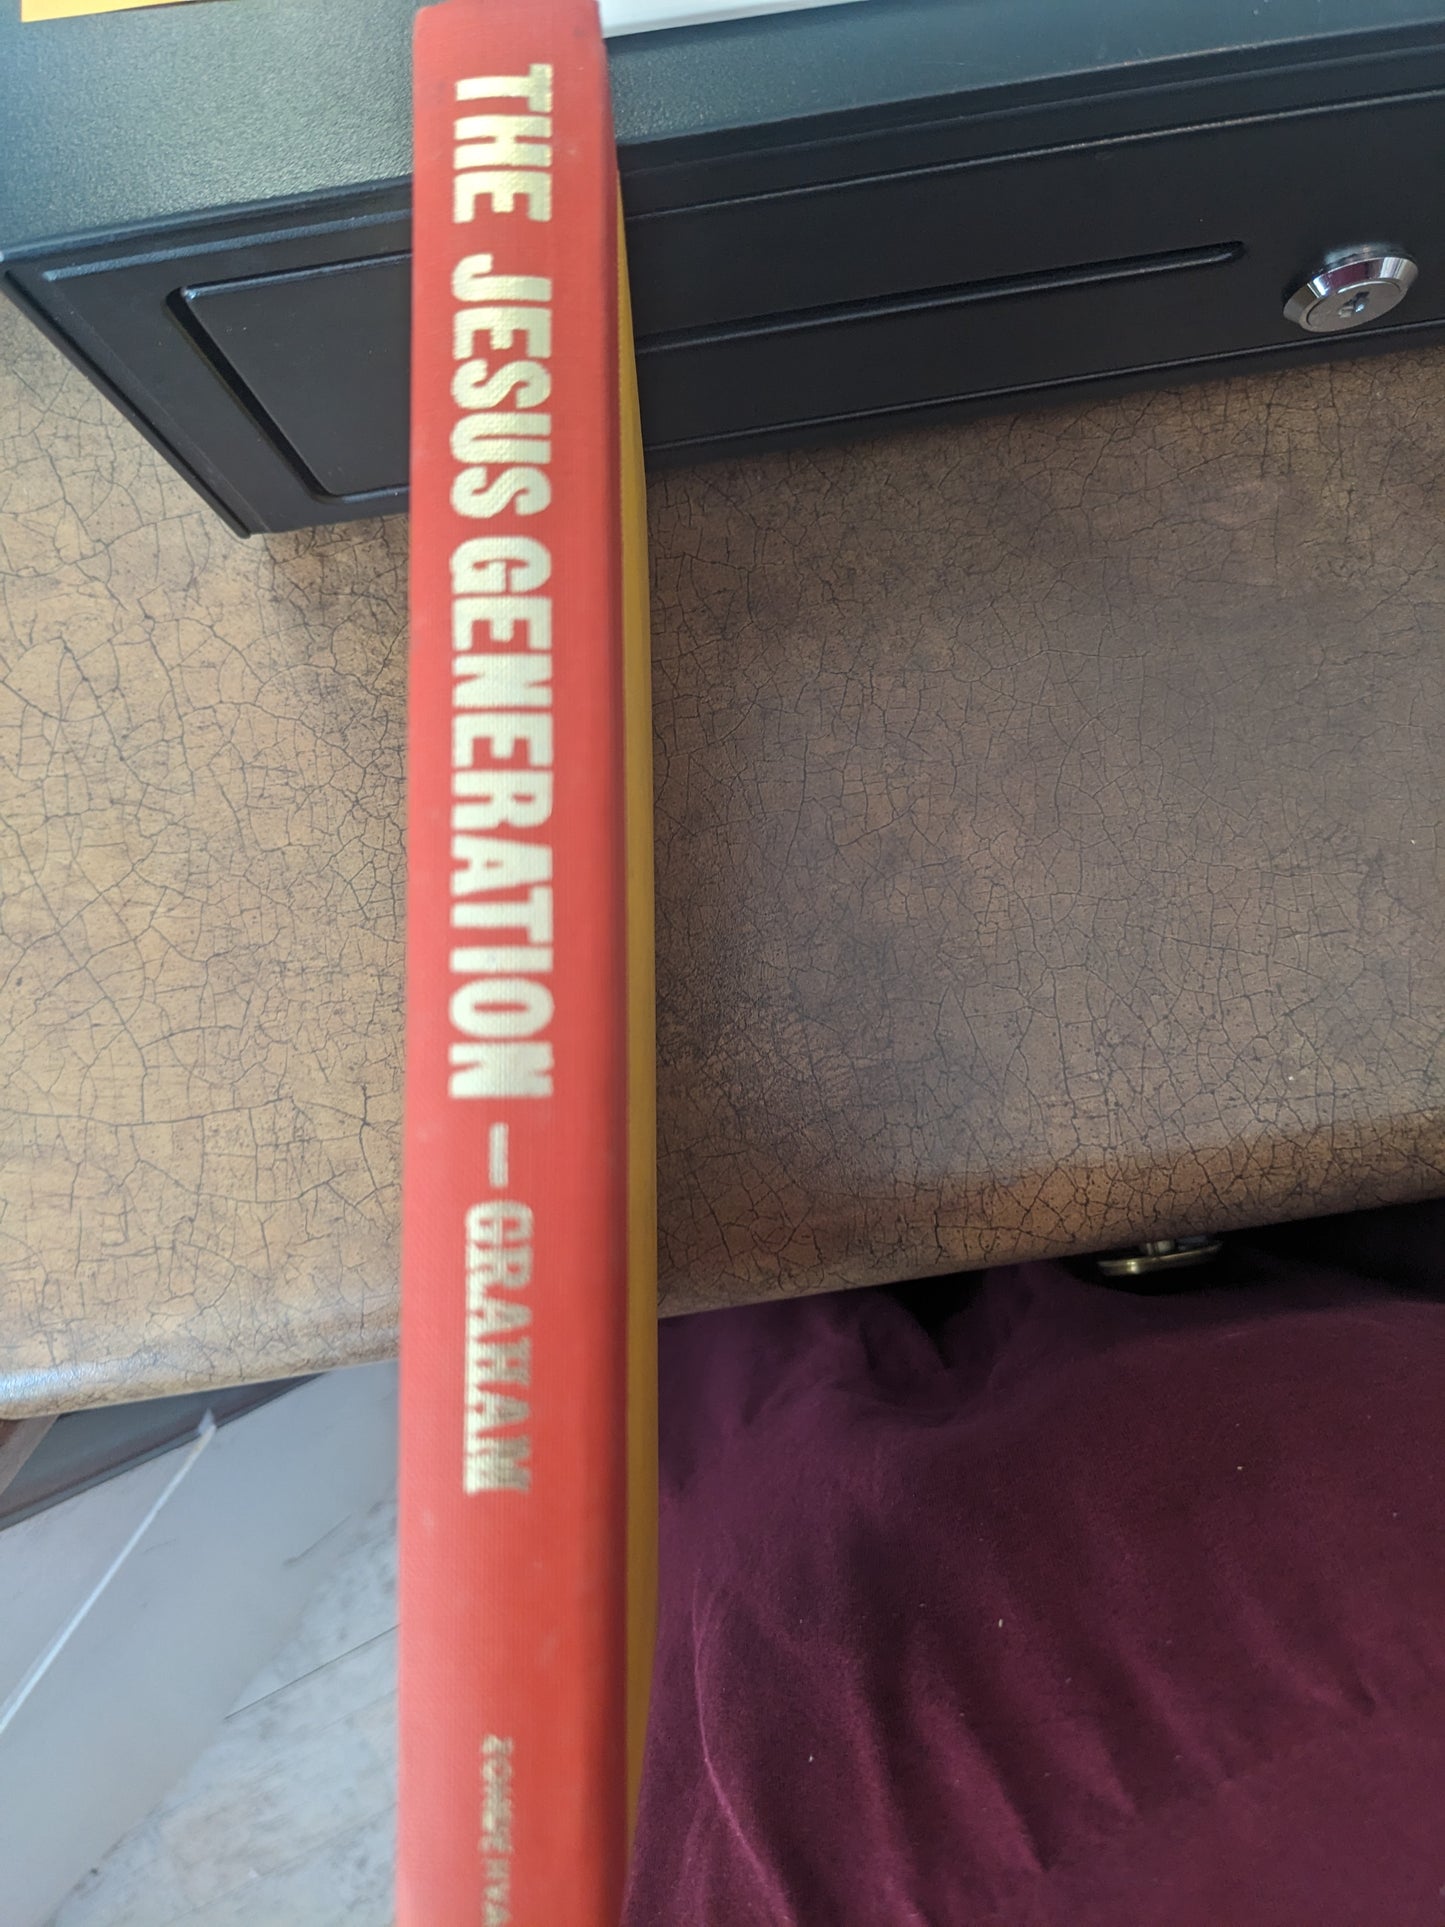 THE JESUS GENERATION — GRAHAM